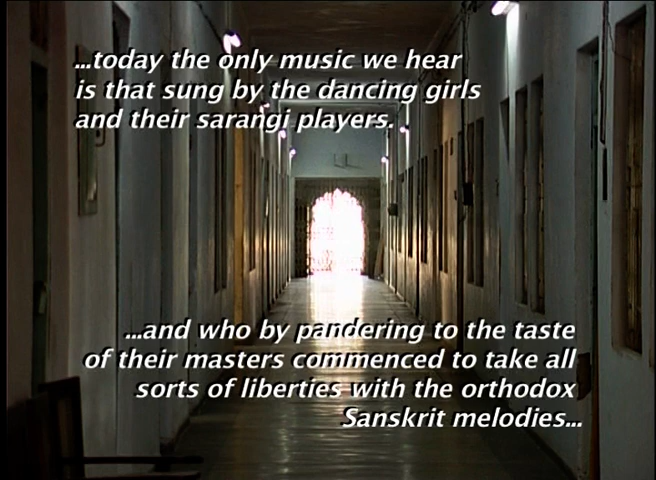 ...today the only music we hear
is that sung by the dancing girls
and their sarangi players.
...and who by pandering to the taste
of their masters commenced to take all
sorts of liberties with the orthodox
Sanskrit melodies...